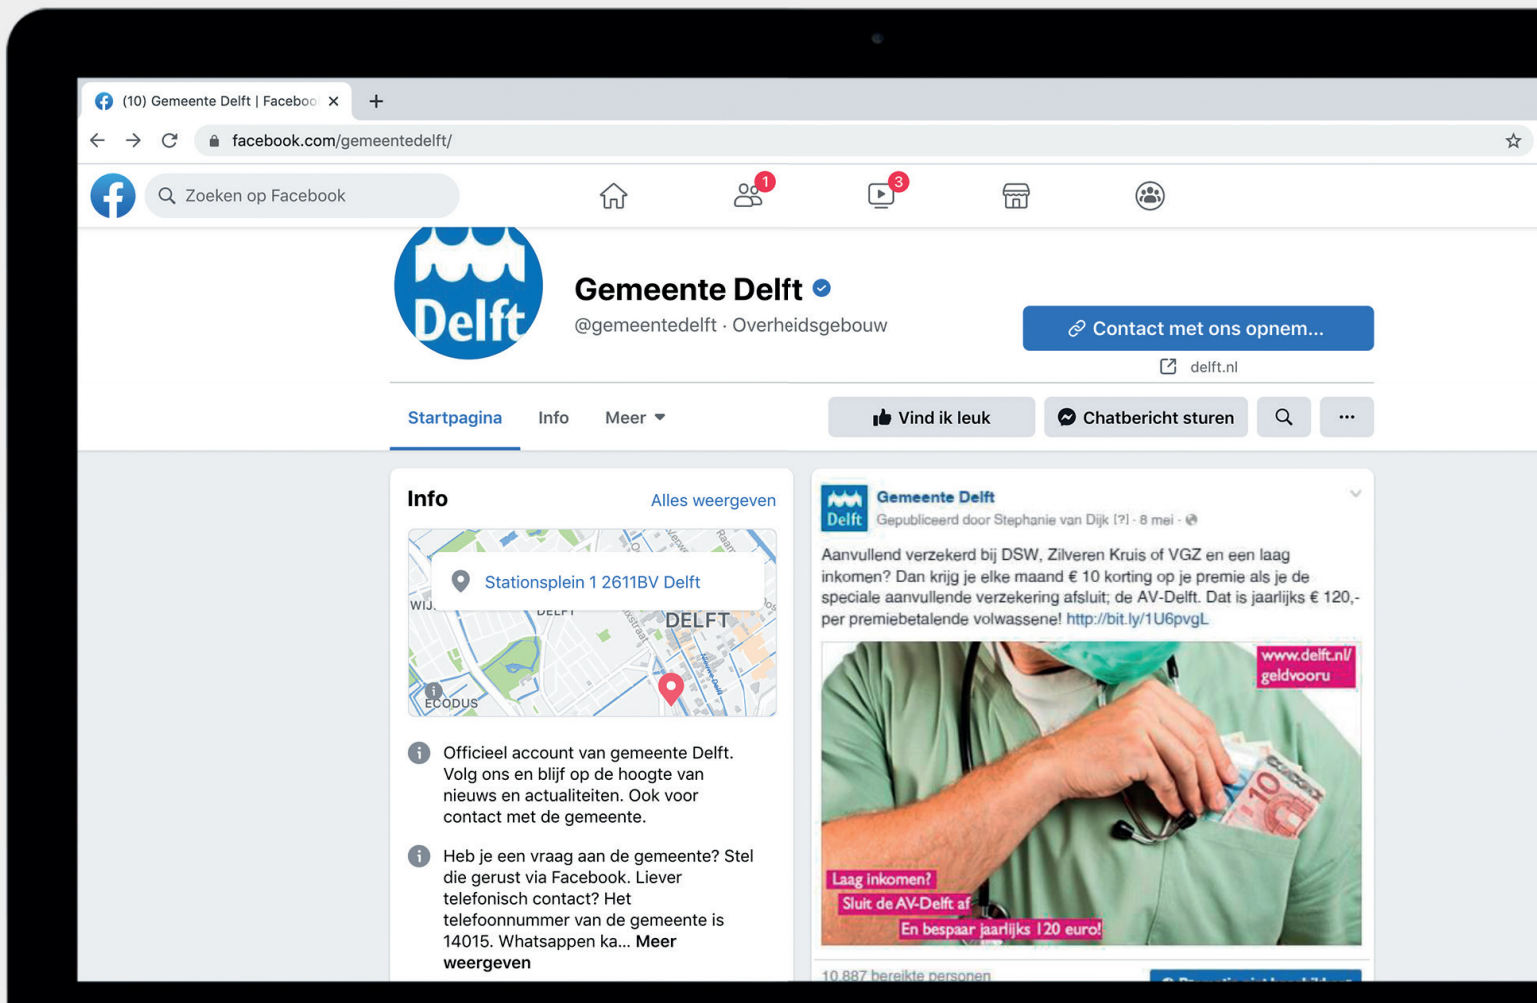 (10) Gemeente Delft | Faceboo
facebook.com/gemeentedelft/
Zoeken op Facebook
1
3
Delft
Gemeente Delft
@gemeentedelft · Overheidsgebouw
Contact met ons opnem...
delft.nl
Startpagina
Info
Meer
Vind ik leuk
Chatbericht sturen
Info
Alles weergeven
Stationsplein 1 2611BV Delft
WIJ
DELFT
DELFT
ECODUS
Officieel account van gemeente Delft.
Volg ons en blijf op de hoogte van
nieuws en actualiteiten. Ook voor
contact met de gemeente.
Heb je een vraag aan de gemeente? Stel
die gerust via Facebook. Liever
telefonisch contact? Het
telefoonnummer van de gemeente is
14015. Whatsappen ka... Meer
weergeven
Delft
Gemeente Delft
Gepubliceerd door Stephanie van Dijk [?] · 8 mei ·
Aanvullend verzekerd bij DSW, Zilveren Kruis of VGZ en een laag
inkomen? Dan krijg je elke maand € 10 korting op je premie als je de
speciale aanvullende verzekering afsluit; de AV-Delft. Dat is jaarlijks € 120,-
per premiebetalende volwassene! http://bit.ly/1U6pvgL
www.delft.nl/
geldvooru
10
Laag inkomen?
Sluit de AV-Delft af
En bespaar jaarlijks 120 euro!
10.887 bereikte personen